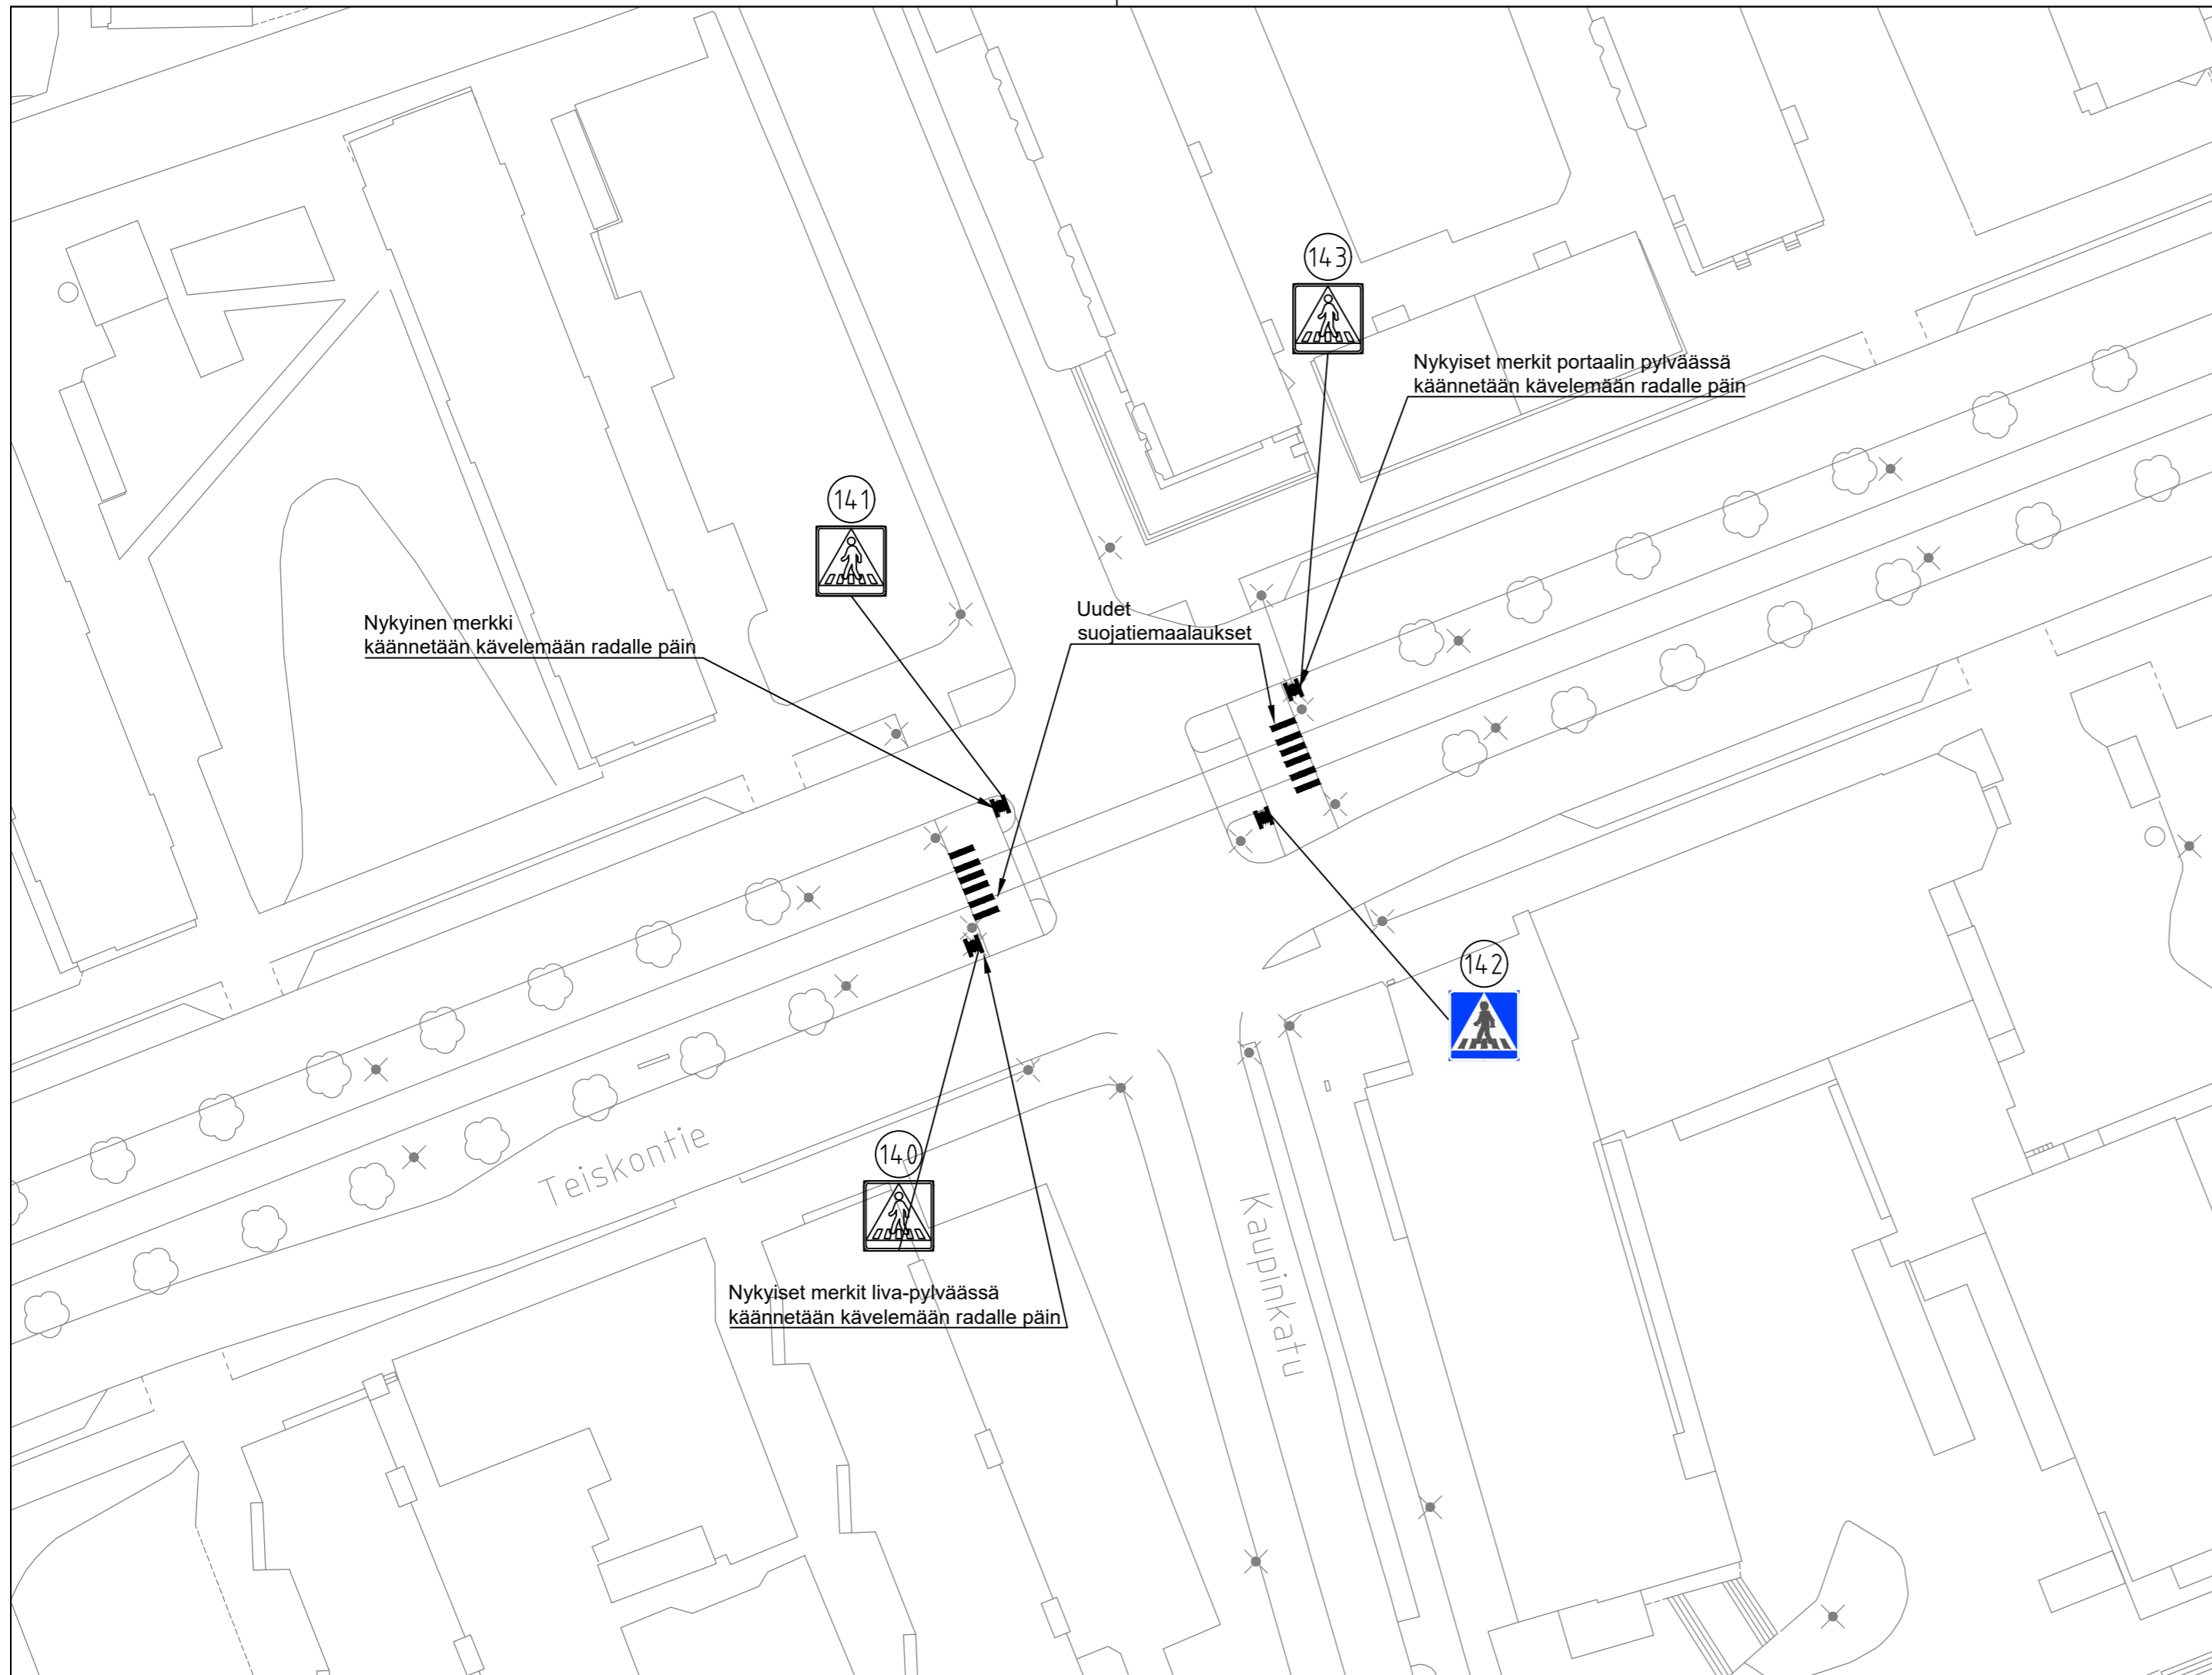 143
Nykyiset merkit portaalin pylväässä
käännetään kävelemään radalle päin
141
Nykyinen merkki
käännetään kävelemään radalle päin
Uudet
suojatiemaalaukset
142
140
Teiskontie
Kaupinkatu
Nykyiset merkit liva-pylväässä
käännetään kävelemään radalle päin